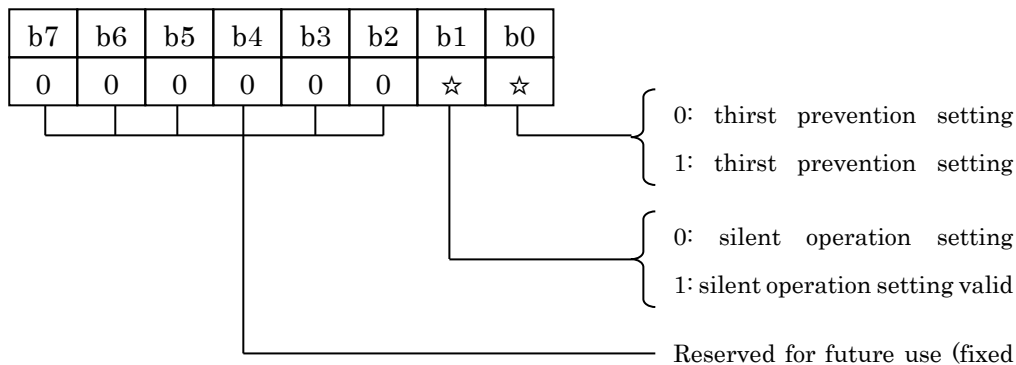 b7 b6 b5 b4 b3 b2 b1 b0
0 0 0 0 0 0 ☆ ☆
0: thirst prevention setting
1: thirst prevention setting
0: silent operation setting
1: silent operation setting valid
Reserved for future use (fixed